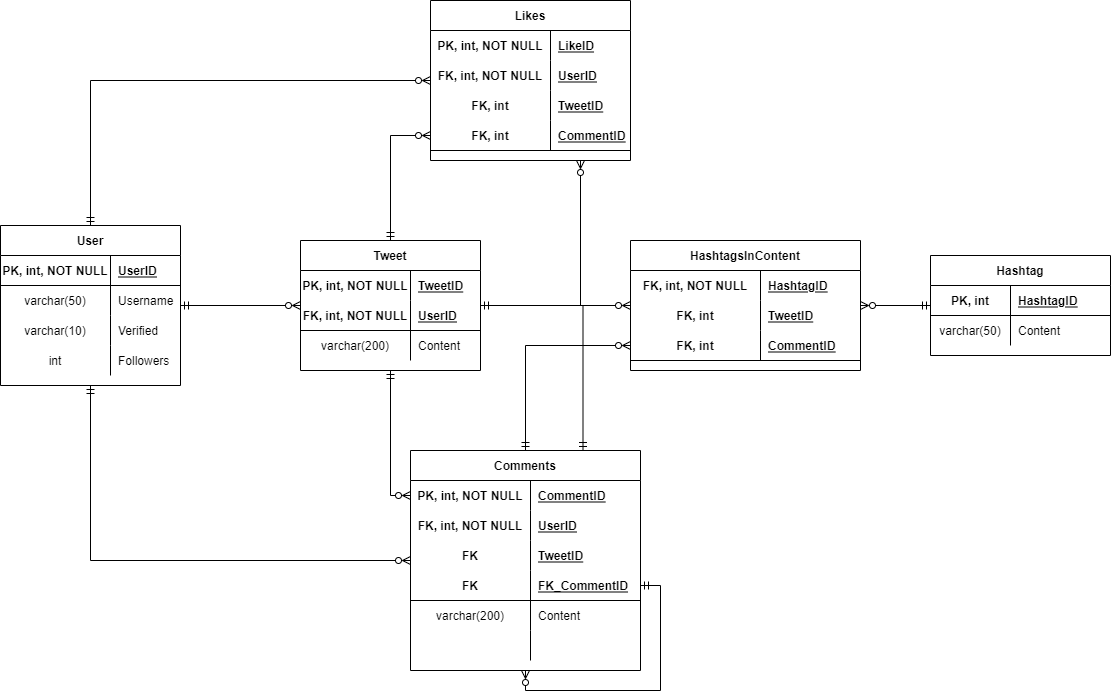 Likes
PK, int, NOT NULL LikeID
FK, int, NOT NULL UserID
FK, int TweetID
FK, int CommentID
User
PK, int, NOT NULL UserID
varchar(50) Username
varchar(10) Verified
int Followers
Tweet
PK, int, NOT NULL TweetID
FK, int, NOT NULL UserID
varchar(200) Content
HashtagsInContent
FK, int, NOT NULL HashtagID
FK, int TweetID
FK, int CommentID
Hashtag
PK, int HashtagID
varchar(50) Content
Comments
PK, int, NOT NULL CommentID
FK, int, NOT NULL UserID
FK TweetID
FK FK_CommentID
varchar(200) Content